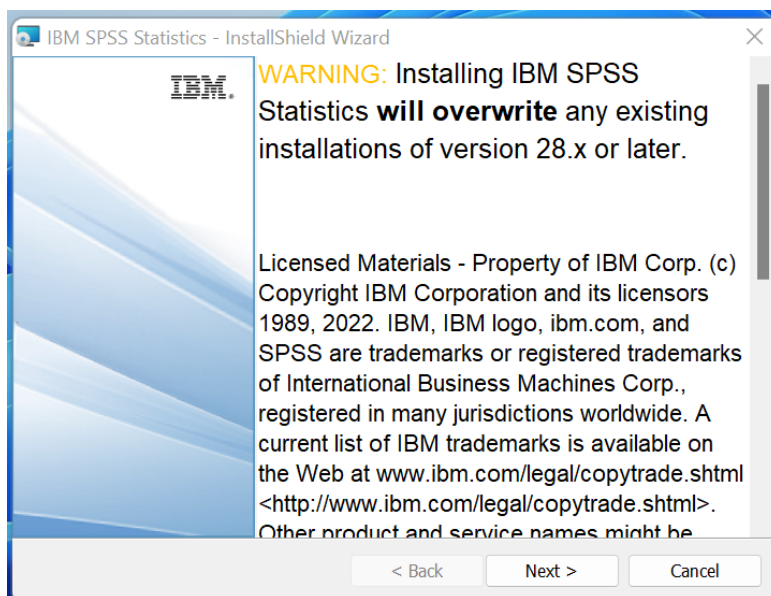 IBM SPSS Statistics - InstallShield Wizard
IBM.
WARNING: Installing IBM SPSS
Statistics will overwrite any existing
installations of version 28.x or later.
Licensed Materials - Property of IBM Corp. (c)
Copyright IBM Corporation and its licensors
1989, 2022. IBM, IBM logo, ibm.com, and
SPSS are trademarks or registered trademarks
of International Business Machines Corp.,
registered in many jurisdictions worldwide. A
current list of IBM trademarks is available on
the Web at www.ibm.com/legal/copytrade.shtml
<http://www.ibm.com/legal/copytrade.shtml>.
Other product and service names might be
< Back Next > Cancel